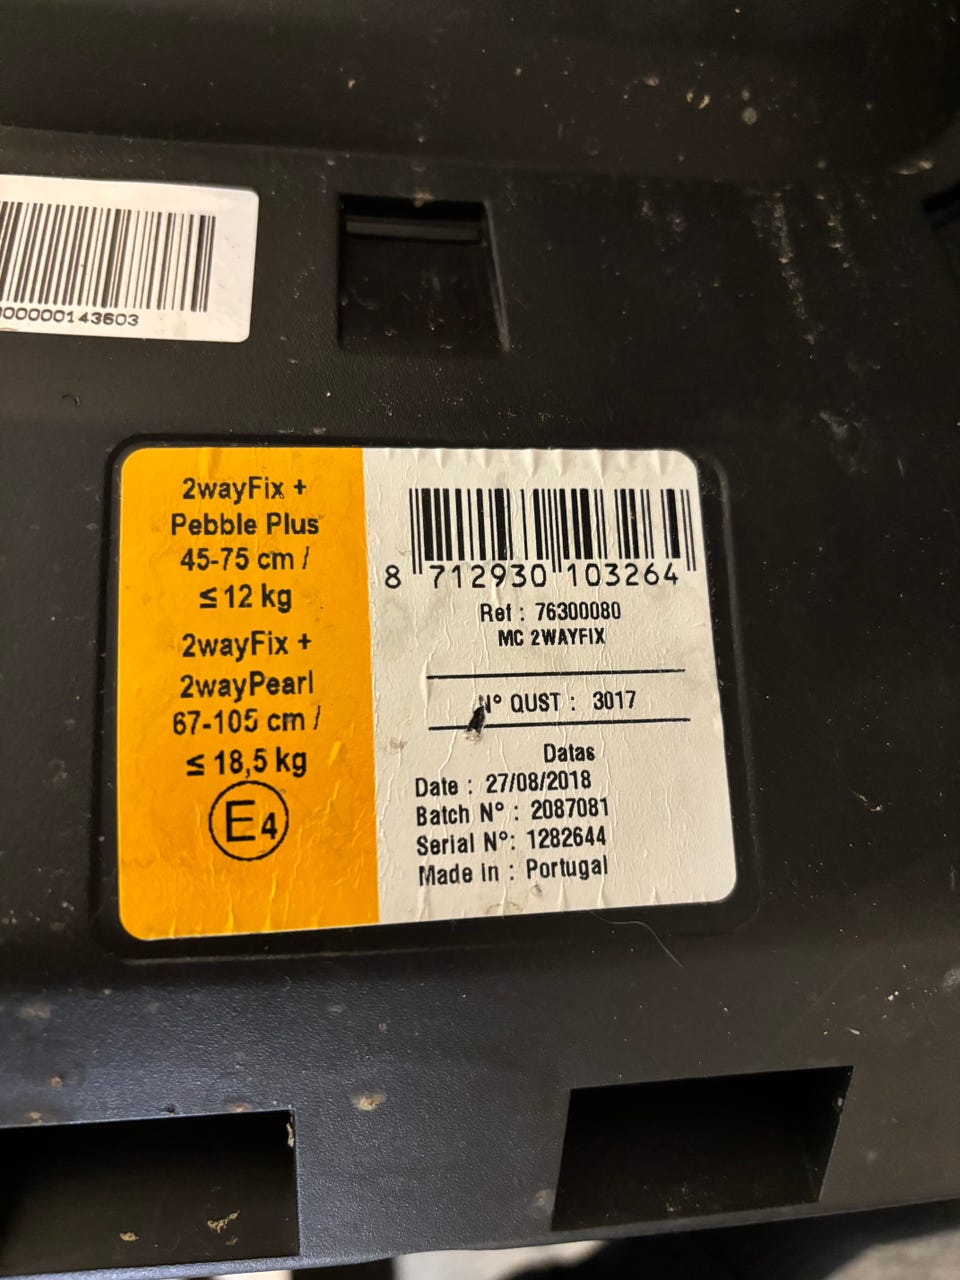 000000143603
2wayFix +
Pebble Plus
45-75 cm /
≤ 12 kg
2wayFix +
2wayPearl
67-105 cm /
≤ 18,5 kg
E4
8 712930 103264
Ref : 76300080
MC 2WAYFIX
N° QUST : 3017
Datas
Date : 27/08/2018
Batch N° : 2087081
Serial N°: 1282644
Made in : Portugal